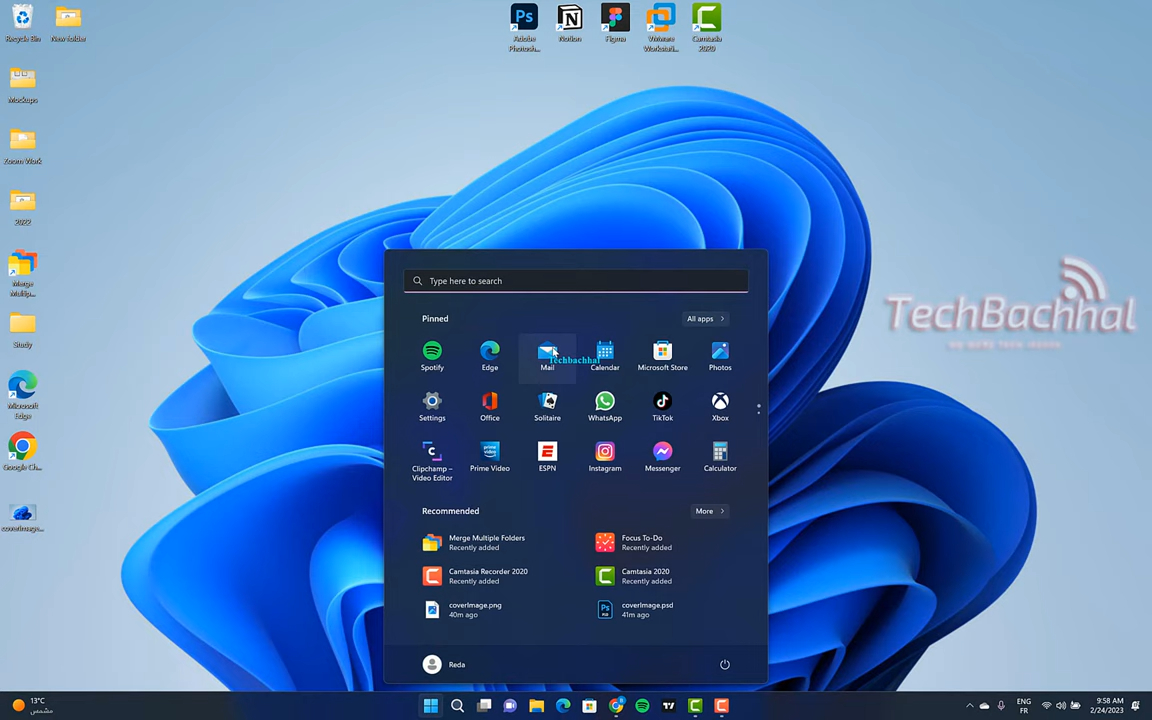 Recycle Bin
New folder
Mockups
Zoom Work
2022
Merge
Multip...
Study
Microsoft
Edge
Google Ch...
coverImage...
Ps
Adobe
Photosh...
Notion
Figma
VMware
Workstati...
Camtasia
2020
TechBachhal
Type here to search
Pinned
All apps
Spotify
Edge
Mail
Techbachhal
Calendar
Microsoft Store
Photos
Settings
Office
Solitaire
WhatsApp
TikTok
Xbox
Clipchamp –
Video Editor
Prime Video
ESPN
Instagram
Messenger
Calculator
Recommended
More
Merge Multiple Folders
Recently added
Focus To-Do
Recently added
Camtasia Recorder 2020
Recently added
Camtasia 2020
Recently added
coverImage.png
40m ago
coverImage.psd
41m ago
Reda
13°C
مشمس
ENG
FR
9:58 AM
2/24/2023